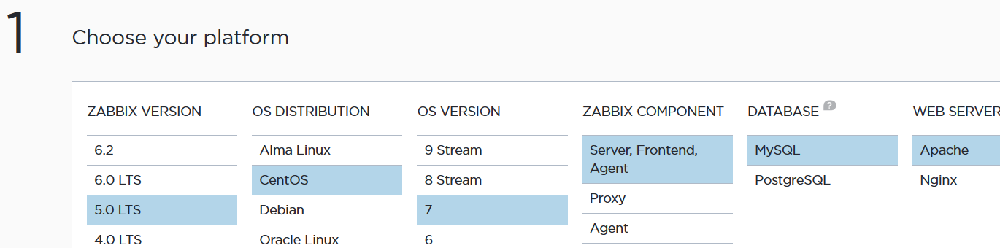 1
Choose your platform
ZABBIX VERSION
6.2
6.0 LTS
5.0 LTS
4.0 LTS
OS DISTRIBUTION
Alma Linux
CentOS
Debian
Oracle Linux
OS VERSION
9 Stream
8 Stream
7
6
ZABBIX COMPONENT
Server, Frontend,
Agent
Proxy
Agent
DATABASE ?
MySQL
PostgreSQL
WEB SERVER
Apache
Nginx